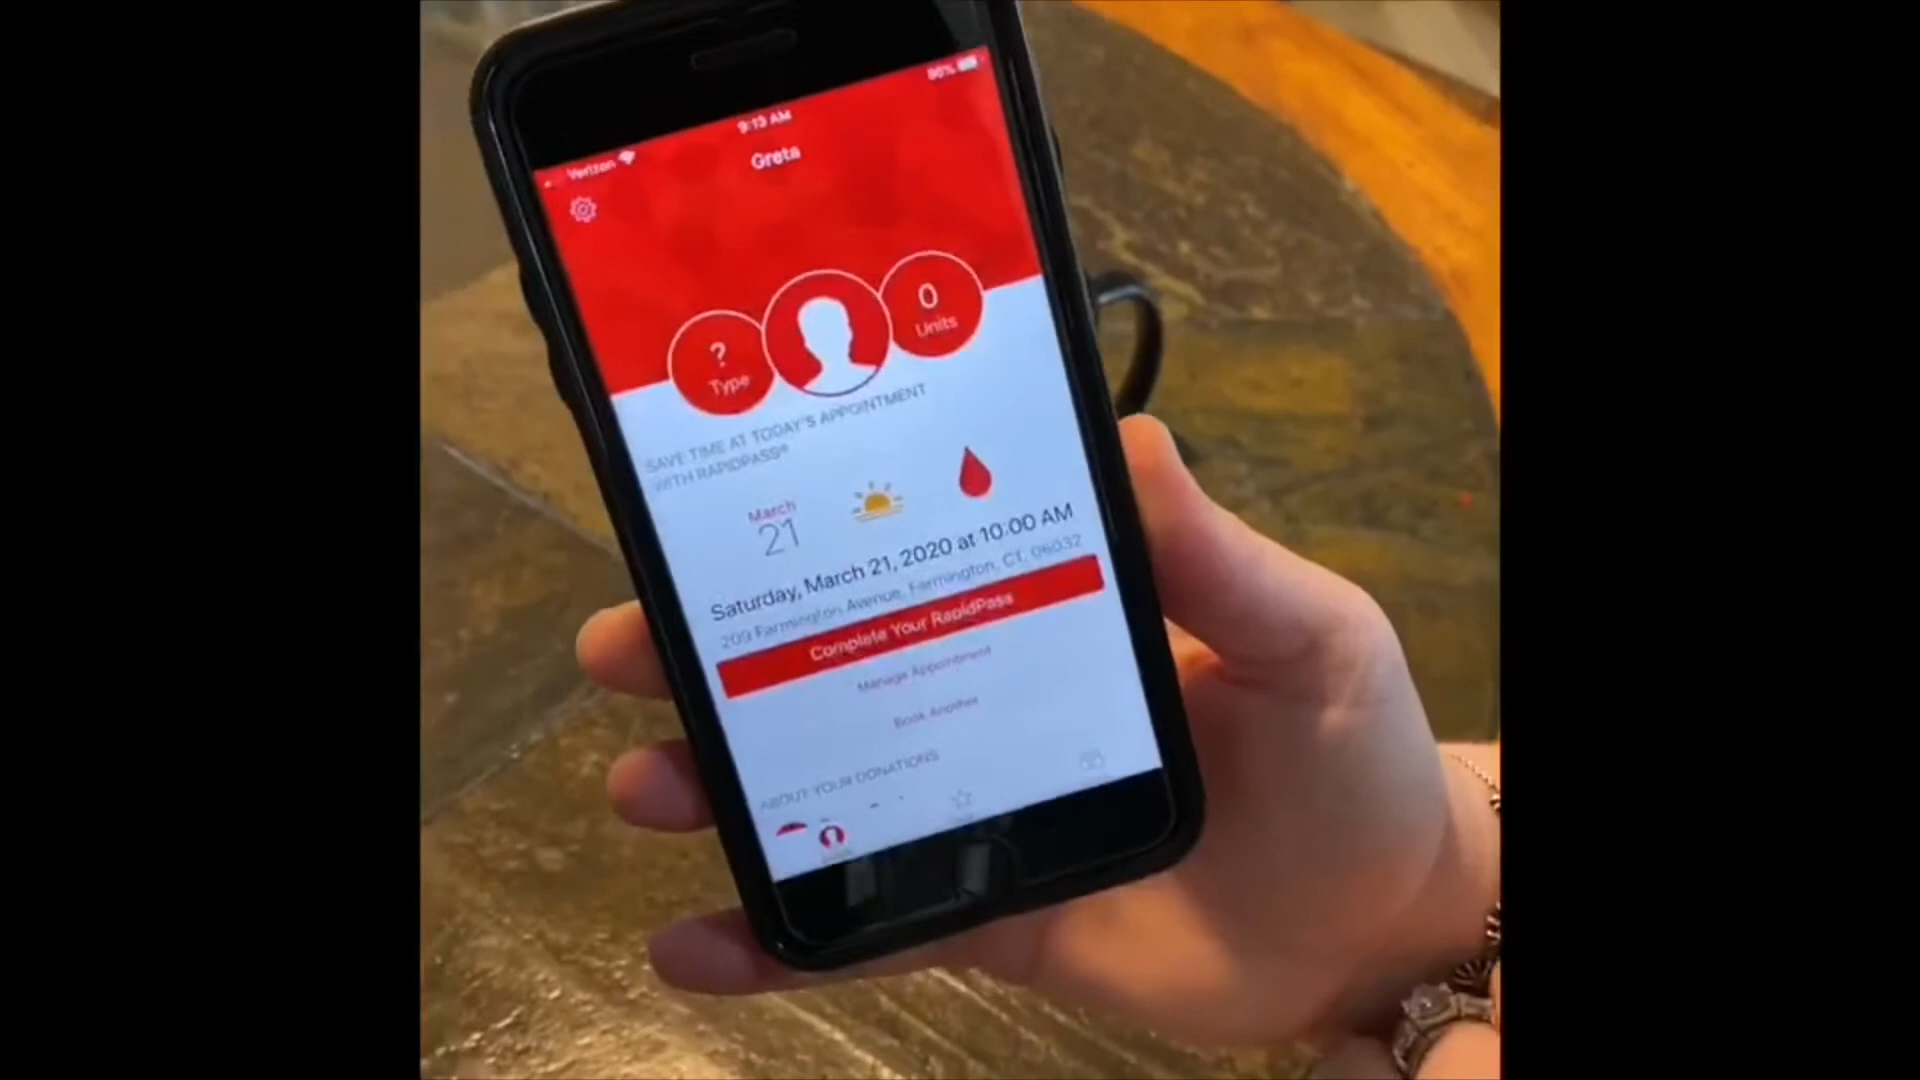 Verizon
9:13 AM
86%
Greta
?
Type
0
Units
SAVE TIME AT TODAY'S APPOINTMENT
WITH RAPIDPASS®
March
21
Saturday, March 21, 2020 at 10:00 AM
209 Farmington Avenue, Farmington, CT, 06032
Complete Your RapidPass
Manage Appointment
Book Another
ABOUT YOUR DONATIONS